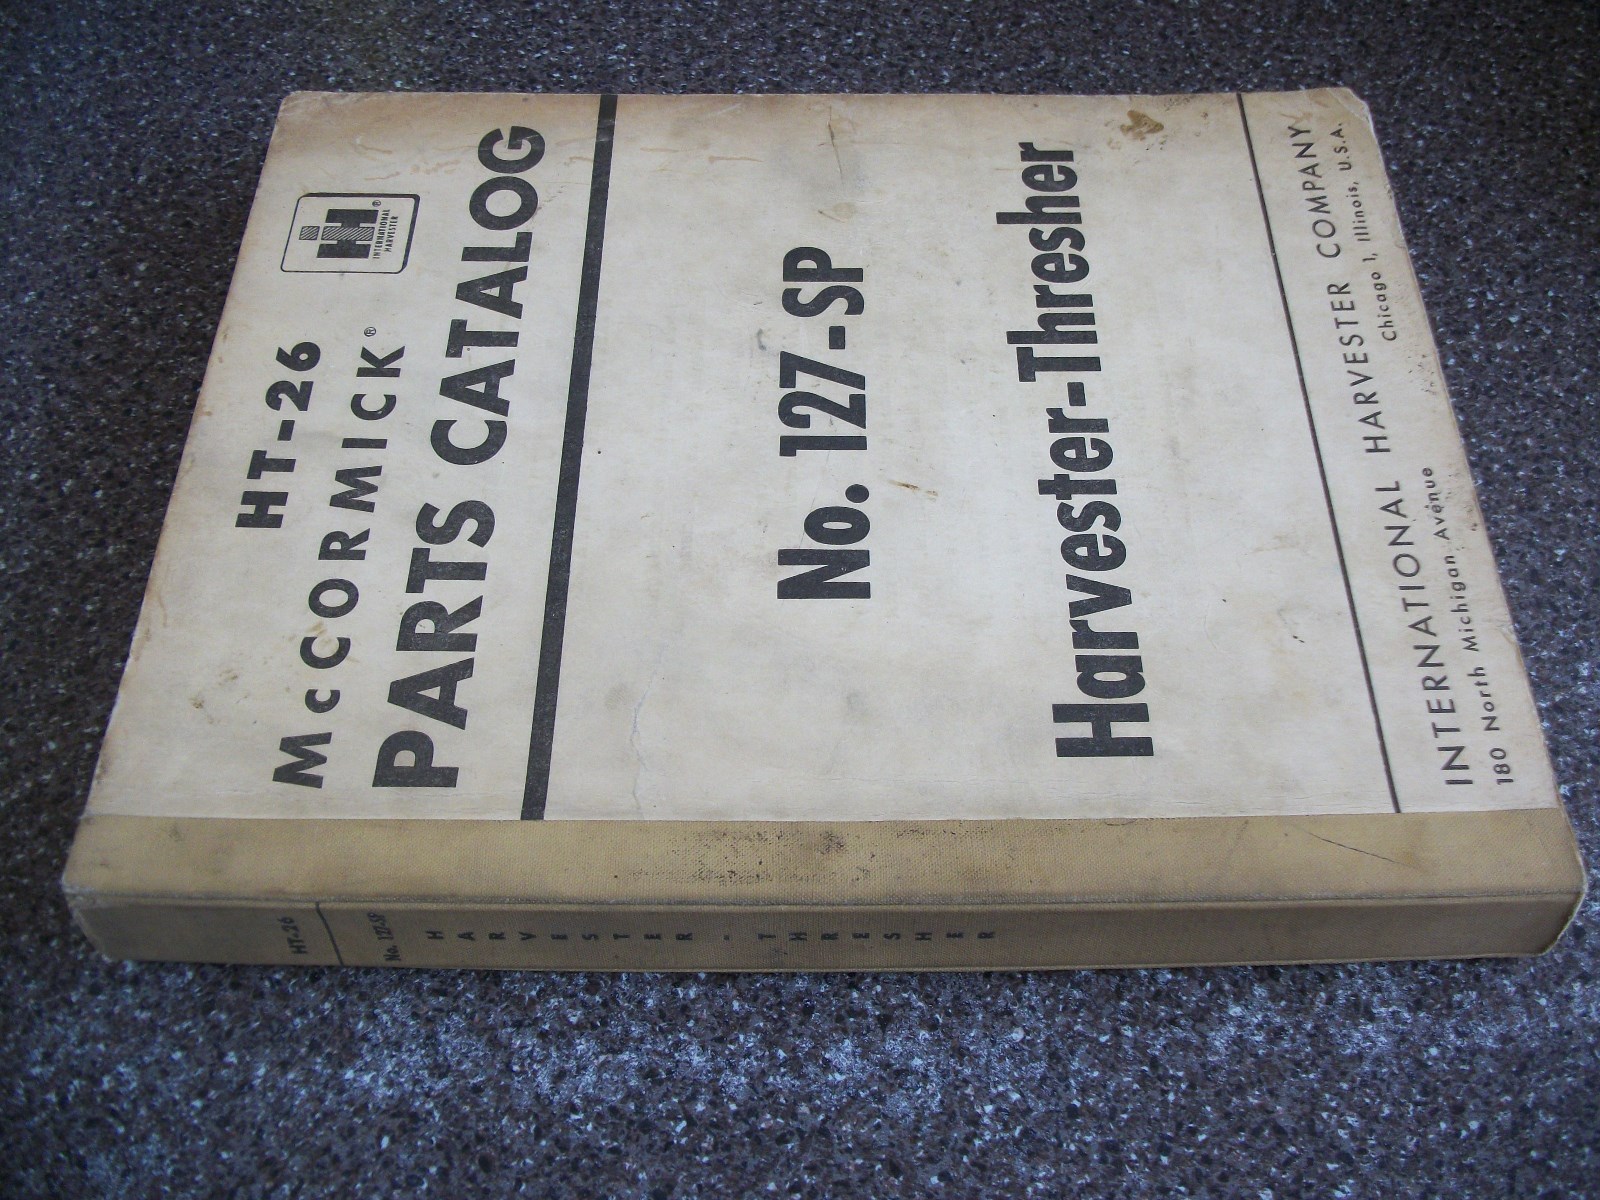 HT-26
McCORMICK®
PARTS CATALOG
IH®
INTERNATIONAL
HARVESTER
No. 127-SP
Harvester-Thresher
INTERNATIONAL HARVESTER COMPANY
180 North Michigan Avenue Chicago 1, Illinois, U.S.A.
HT-26
No. 127-SP
HARVESTER-THRESHER